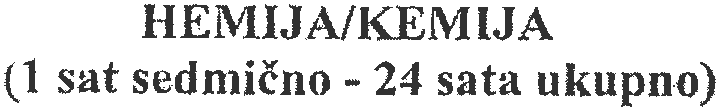 HEMIJA/KEMIJA
(1 sat sedmično - 24 sata ukupno)